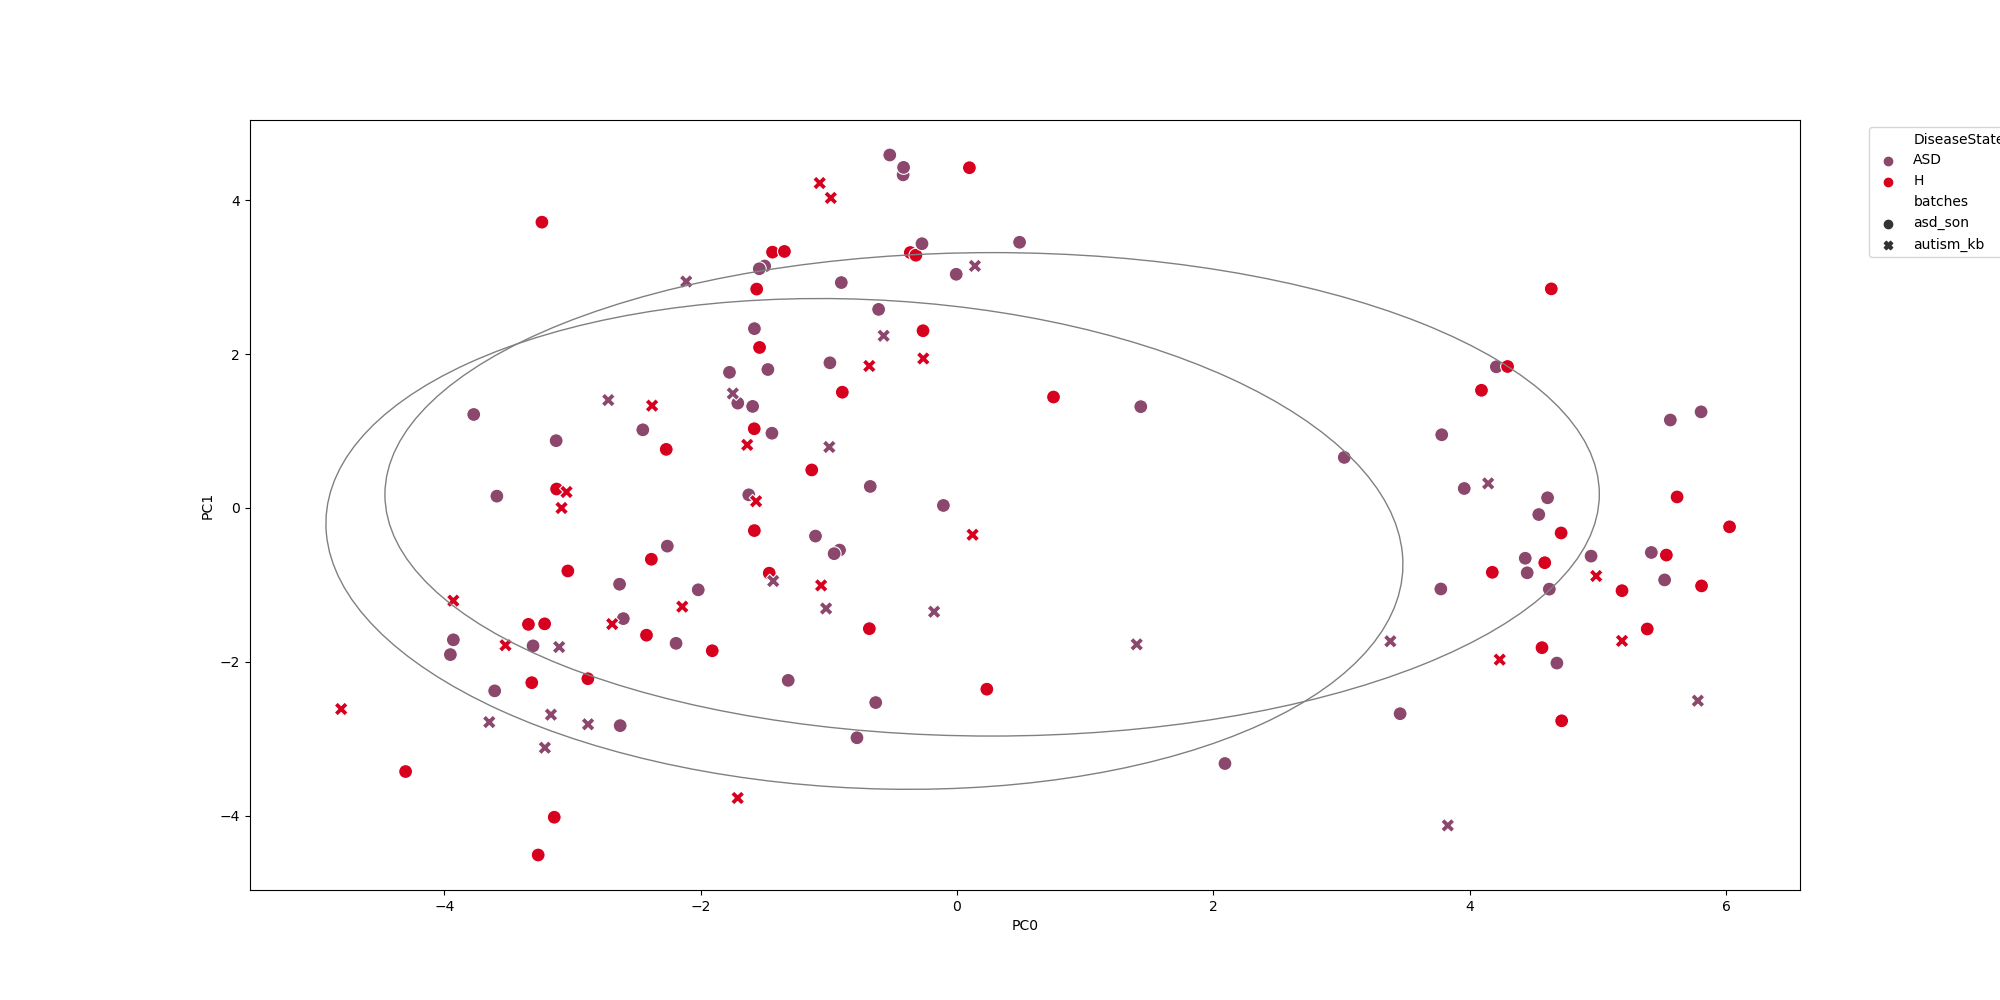 DiseaseState
ASD
H
batches
asd_son
autism_kb
4
2
0
−2
−4
PC1
−4
−2
0
2
4
6
PC0